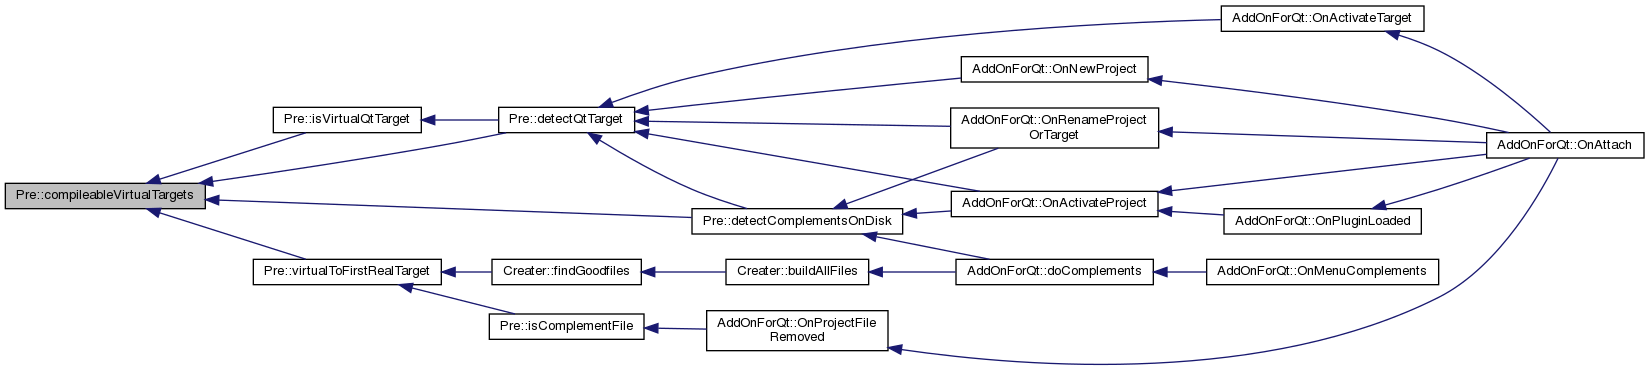 AddOnForQt::OnActivateTarget
AddOnForQt::OnNewProject
Pre::isVirtualQtTarget
Pre::detectQtTarget
AddOnForQt::OnRenameProject
OrTarget
AddOnForQt::OnAttach
Pre::compileableVirtualTargets
AddOnForQt::OnActivateProject
Pre::detectComplementsOnDisk
AddOnForQt::OnPluginLoaded
Pre::virtualToFirstRealTarget
Creater::findGoodfiles
Creater::buildAllFiles
AddOnForQt::doComplements
AddOnForQt::OnMenuComplements
Pre::isComplementFile
AddOnForQt::OnProjectFile
Removed